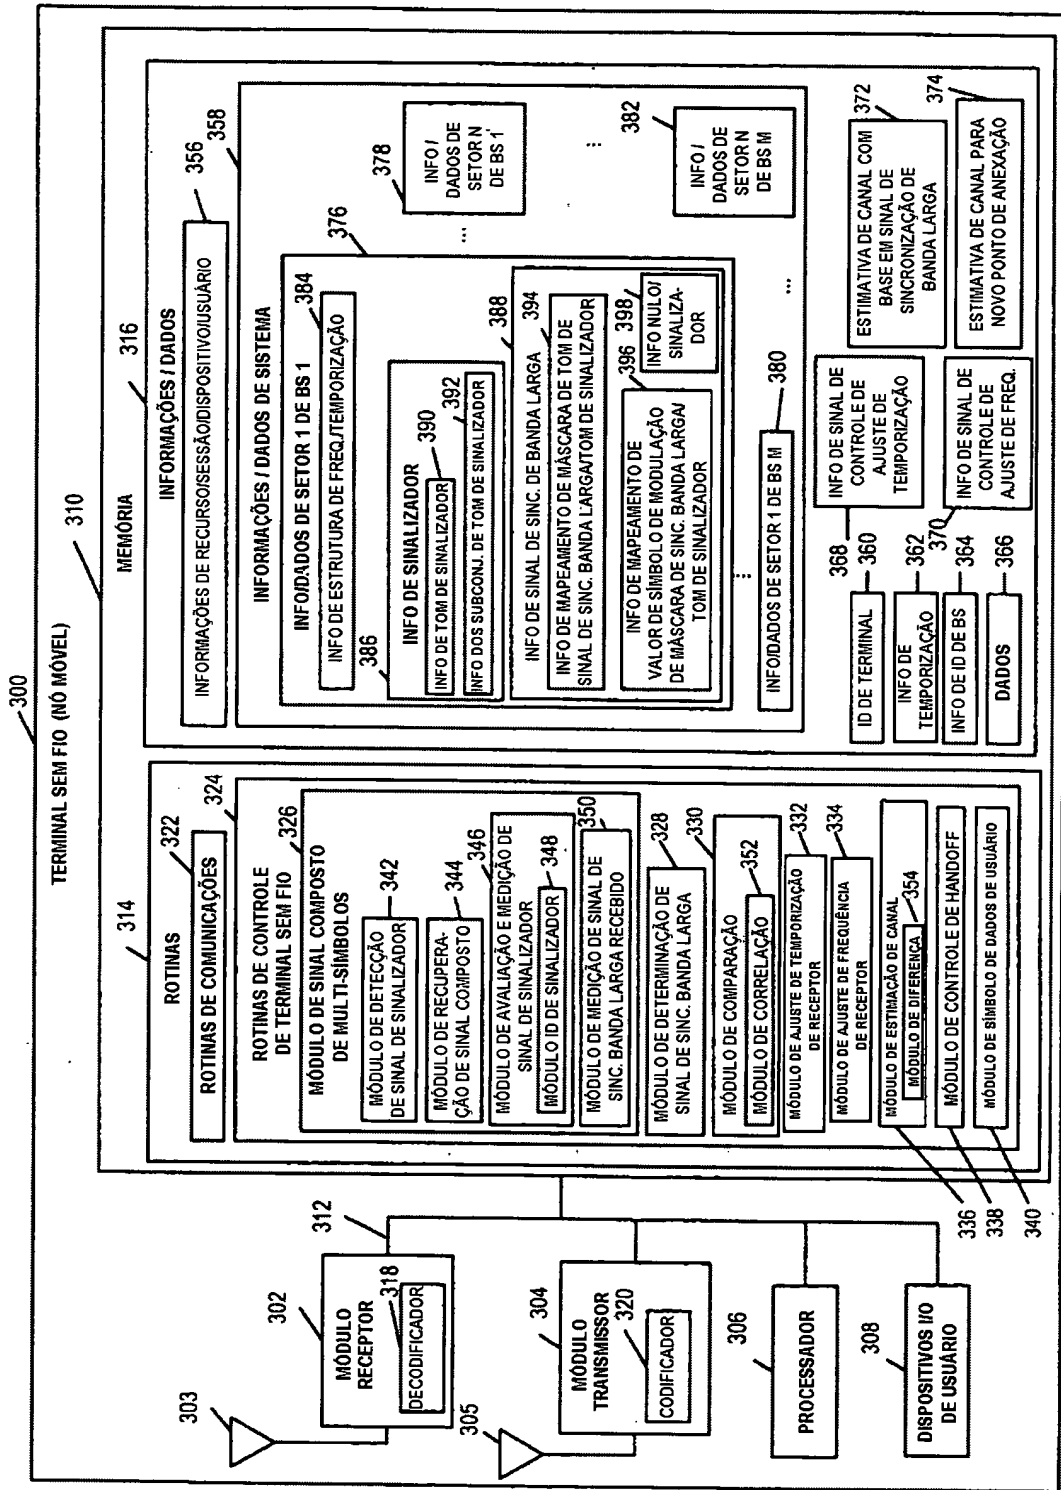 300
TERMINAL SEM FIO (NÓ MÓVEL)
303
302
MÓDULO
RECEPTOR
318
DECODIFICADOR
312
305
304
MÓDULO
TRANSMISSOR
320
CODIFICADOR
306
PROCESSADOR
308
DISPOSITIVOS I/O
DE USUÁRIO
310
MEMÓRIA
314
ROTINAS
322
ROTINAS DE COMUNICAÇÕES
324
ROTINAS DE CONTROLE
DE TERMINAL SEM FIO
326
MÓDULO DE SINAL COMPOSTO
DE MULTI-SÍMBOLOS
MÓDULO DE DETECÇÃO
DE SINAL DE SINALIZADOR
342
MÓDULO DE RECUPERA-
ÇÃO DE SINAL COMPOSTO
344
MÓDULO DE AVALIAÇÃO E MEDIÇÃO DE
SINAL DE SINALIZADOR
346
MÓDULO ID DE SINALIZADOR
348
MÓDULO DE MEDIÇÃO DE SINAL DE
SINC. BANDA LARGA RECEBIDO
350
MÓDULO DE DETERMINAÇÃO DE
SINAL DE SINC. BANDA LARGA
328
MÓDULO DE COMPARAÇÃO
330
MÓDULO DE CORRELAÇÃO
352
MÓDULO DE AJUSTE DE TEMPORIZAÇÃO
DE RECEPTOR
332
MÓDULO DE AJUSTE DE FREQUÊNCIA
DE RECEPTOR
334
MÓDULO DE ESTIMAÇÃO DE CANAL
MÓDULO DE DIFERENÇA
354
336
MÓDULO DE CONTROLE DE HANDOFF
338
MÓDULO DE SÍMBOLO DE DADOS DE USUÁRIO
340
316
INFORMAÇÕES / DADOS
356
INFORMAÇÕES DE RECURSO/SESSÃO/DISPOSITIVO/USUÁRIO
358
INFORMAÇÕES / DADOS DE SISTEMA
376
INFO/DADOS DE SETOR 1 DE BS 1
384
INFO DE ESTRUTURA DE FREQ./TEMPORIZAÇÃO
386
INFO DE SINALIZADOR
390
INFO DE TOM DE SINALIZADOR
392
INFO DOS SUBCONJ. DE TOM DE SINALIZADOR
388
INFO DE SINAL DE SINC. DE BANDA LARGA
394
INFO DE MAPEAMENTO DE MÁSCARA DE TOM DE
SINAL DE SINC. BANDA LARGA/TOM DE SINALIZADOR
396
INFO DE MAPEAMENTO DE
VALOR DE SÍMBOLO DE MODULAÇÃO
DE MÁSCARA DE SINC. BANDA LARGA/
TOM DE SINALIZADOR
398
INFO NULO/
SINALIZA-
DOR
378
INFO /
DADOS DE
SETOR N
DE BS 1
...
...
382
INFO /
DADOS DE
SETOR N
DE BS M
...
...
INFO/DADOS DE SETOR 1 DE BS M
380
368
INFO DE SINAL DE
CONTROLE DE
AJUSTE DE
TEMPORIZAÇÃO
372
ESTIMATIVA DE CANAL COM
BASE EM SINAL DE
SINCRONIZAÇÃO DE
BANDA LARGA
ID DE TERMINAL
360
INFO DE
TEMPORIZAÇÃO
362
370
INFO DE SINAL DE
CONTROLE DE
AJUSTE DE FREQ.
374
ESTIMATIVA DE CANAL PARA
NOVO PONTO DE ANEXAÇÃO
INFO DE ID DE BS
364
DADOS
366